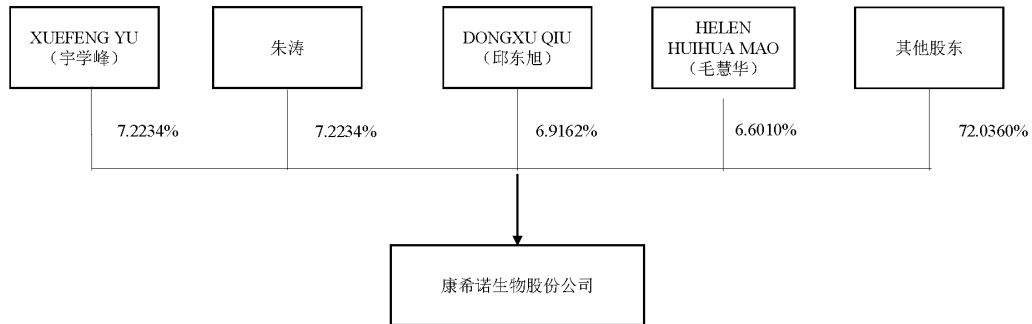 XUEFENG YU
（宇学峰）
朱涛
DONGXU QIU
（邱东旭）
HELEN
HUIHUA MAO
（毛慧华）
其他股东
7.2234%
7.2234%
6.9162%
6.6010%
72.0360%
康希诺生物股份公司